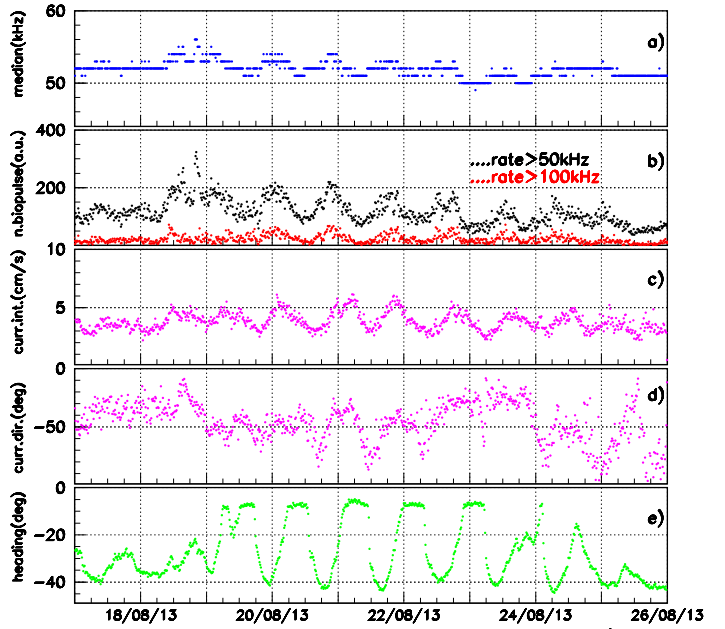 60
median(kHz)
a)
50
400
n.biopulse(a.u.)
....rate>50kHz
b)
....rate>100kHz
200
10
curr.int.(cm/s)
c)
5
0
0
curr.dir.(deg)
d)
−50
0
heading(deg)
e)
−20
−40
18/08/13 20/08/13 22/08/13 24/08/13 26/08/13